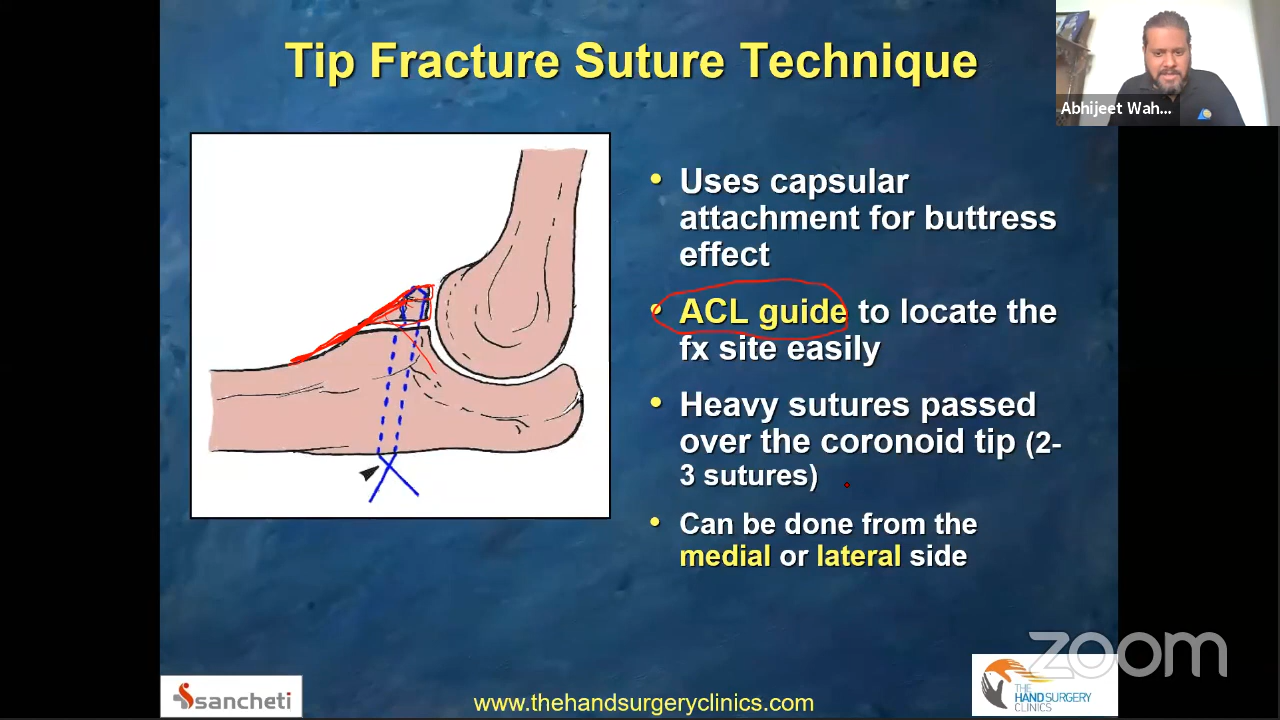 Tip Fracture Suture Technique
Abhijeet Wah...
• Uses capsular
attachment for buttress
effect
• ACL guide to locate the
fx site easily
• Heavy sutures passed
over the coronoid tip (2-
3 sutures)
• Can be done from the
medial or lateral side
zoom
sancheti
www.thehandsurgeryclinics.com
THE
HAND SURGERY
CLINICS